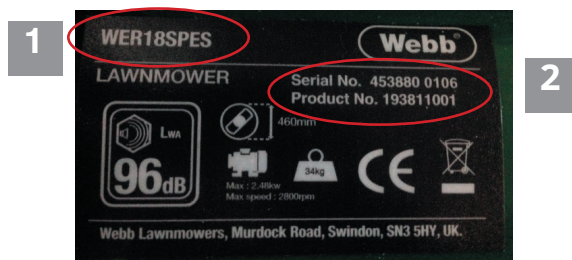 1
WER18SPES
Webb
LAWNMOWER
Serial No. 453880 0106
Product No. 193811001
2
460mm
LWA
96dB
34kg
CE
Max : 2.48kw
Max speed : 2800rpm
Webb Lawnmowers, Murdock Road, Swindon, SN3 5HY, UK.